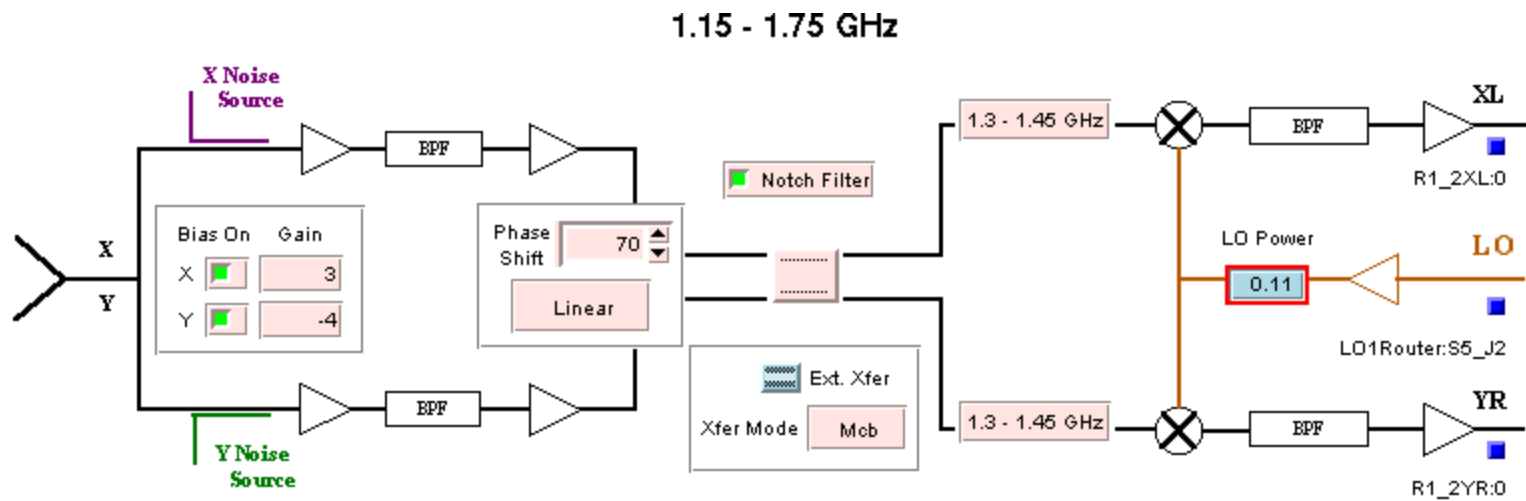 1.15 - 1.75 GHz
X Noise
Source
XL
BPF
BPF
1.3 - 1.45 GHz
R1_2XL:0
Notch Filter
Bias On Gain
X 3
Y -4
X
Y
Phase
Shift
70
Linear
LO Power
LO
0.11
LO1Router:S5_J2
Ext. Xfer
Xfer Mode Mcb
YR
BPF
1.3 - 1.45 GHz
BPF
R1_2YR:0
Y Noise
Source